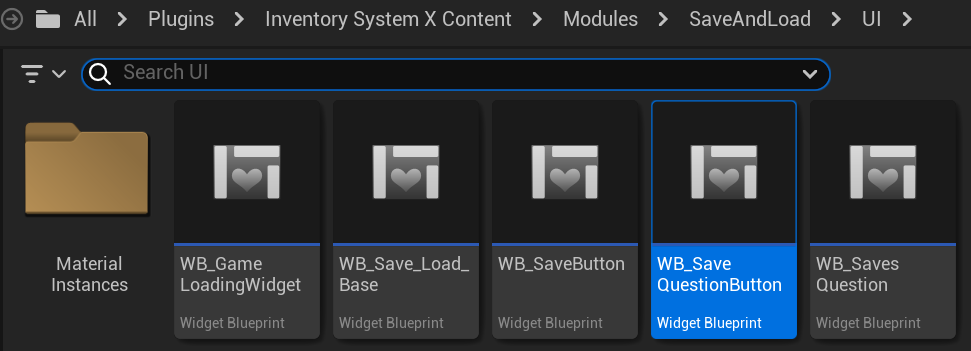 All > Plugins > Inventory System X Content > Modules > SaveAndLoad > UI >
Search UI
Material
Instances
WB_Game
LoadingWidget
Widget Blueprint
WB_Save_Load_
Base
Widget Blueprint
WB_SaveButton
Widget Blueprint
WB_Save
QuestionButton
Widget Blueprint
WB_Saves
Question
Widget Blueprint